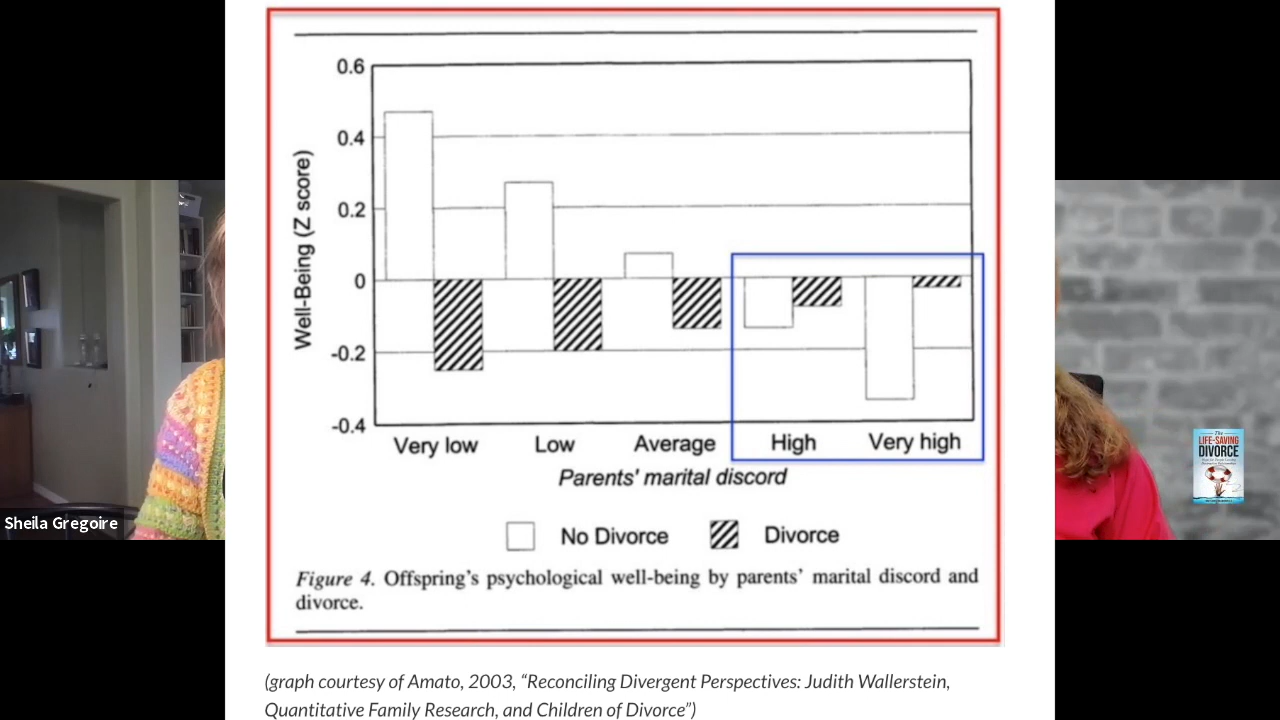 0.6
0.4
0.2
0
-0.2
-0.4
Well-Being (Z score)
Very low Low Average High Very high
Parents' marital discord
No Divorce Divorce
Figure 4. Offspring's psychological well-being by parents' marital discord and
divorce.
(graph courtesy of Amato, 2003, “Reconciling Divergent Perspectives: Judith Wallerstein,
Quantitative Family Research, and Children of Divorce”)
Sheila Gregoire
The
LIFE-SAVING
DIVORCE